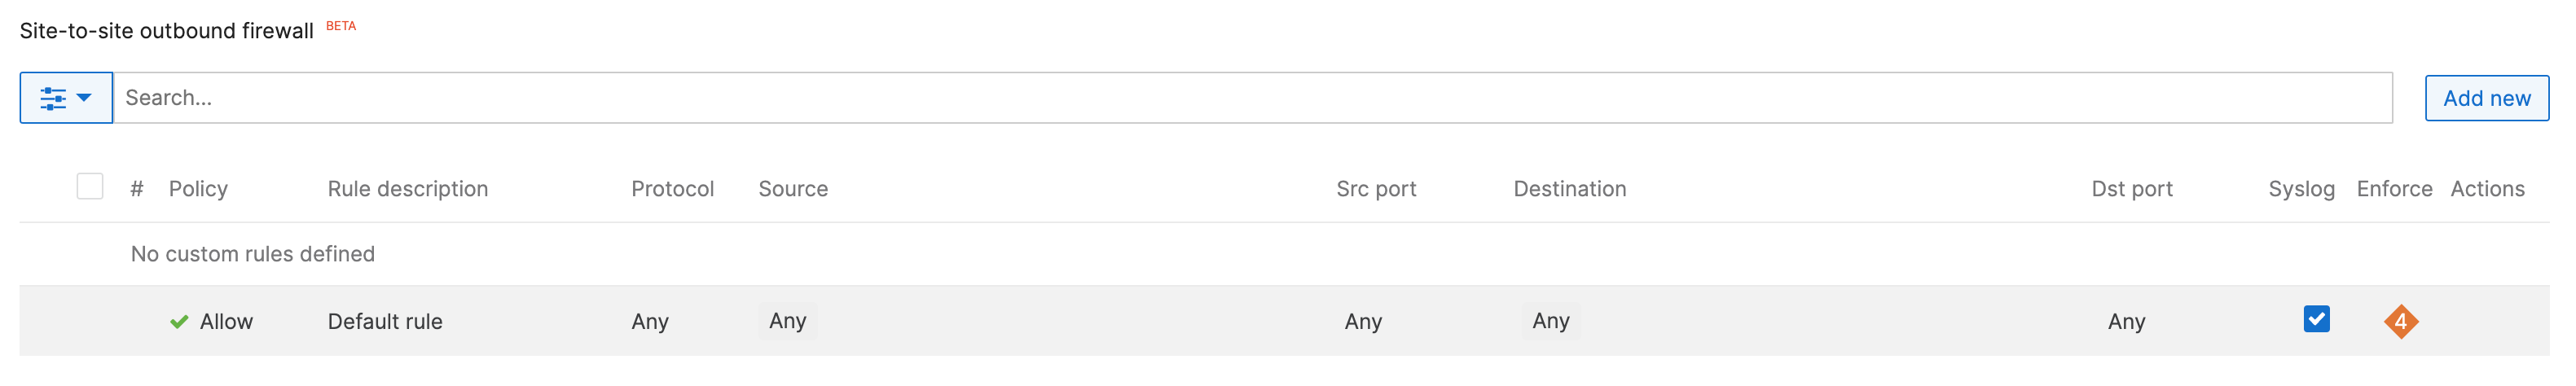 Site-to-site outbound firewall BETA
Search... Add new
# Policy Rule description Protocol Source Src port Destination Dst port Syslog Enforce Actions
No custom rules defined
Allow Default rule Any Any Any Any Any 4